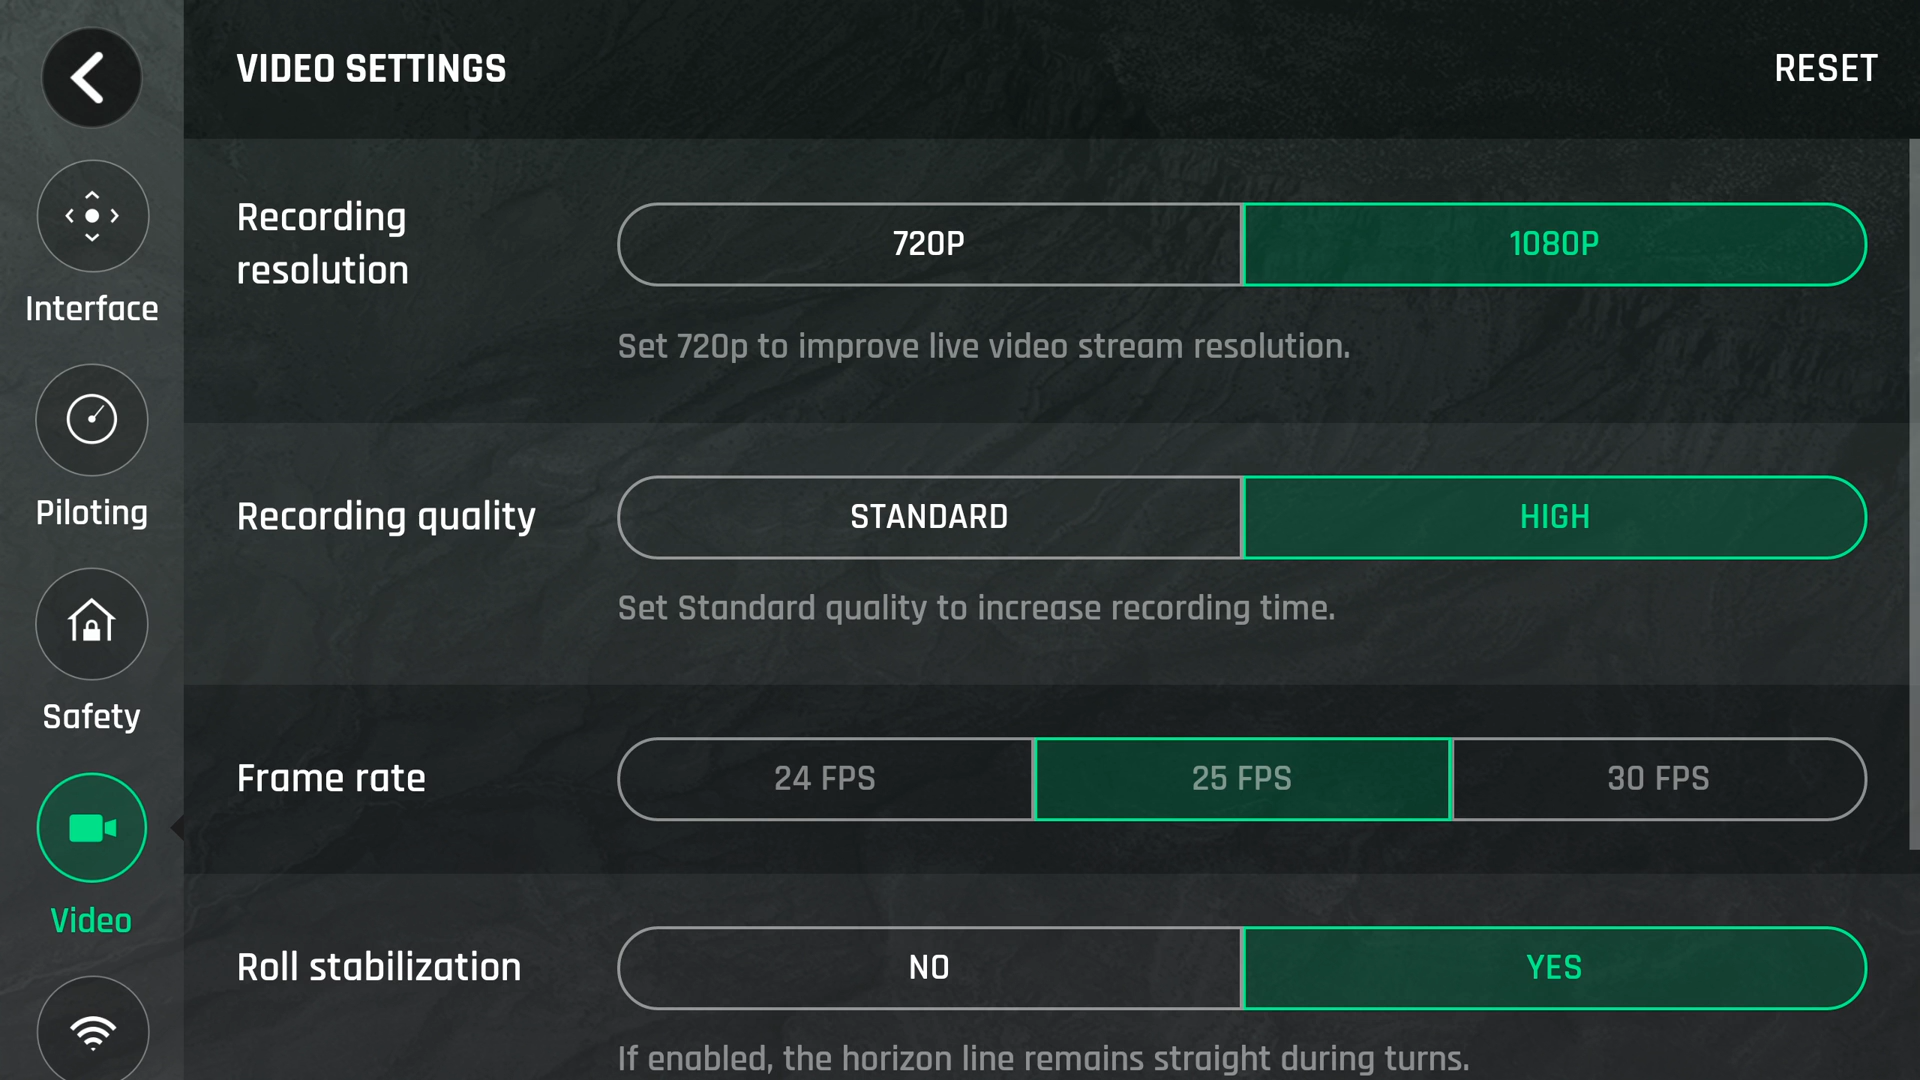 VIDEO SETTINGS
RESET
Interface
Piloting
Safety
Video
Recording
resolution
720P
1080P
Set 720p to improve live video stream resolution.
Recording quality
STANDARD
HIGH
Set Standard quality to increase recording time.
Frame rate
24 FPS
25 FPS
30 FPS
Roll stabilization
NO
YES
If enabled, the horizon line remains straight during turns.